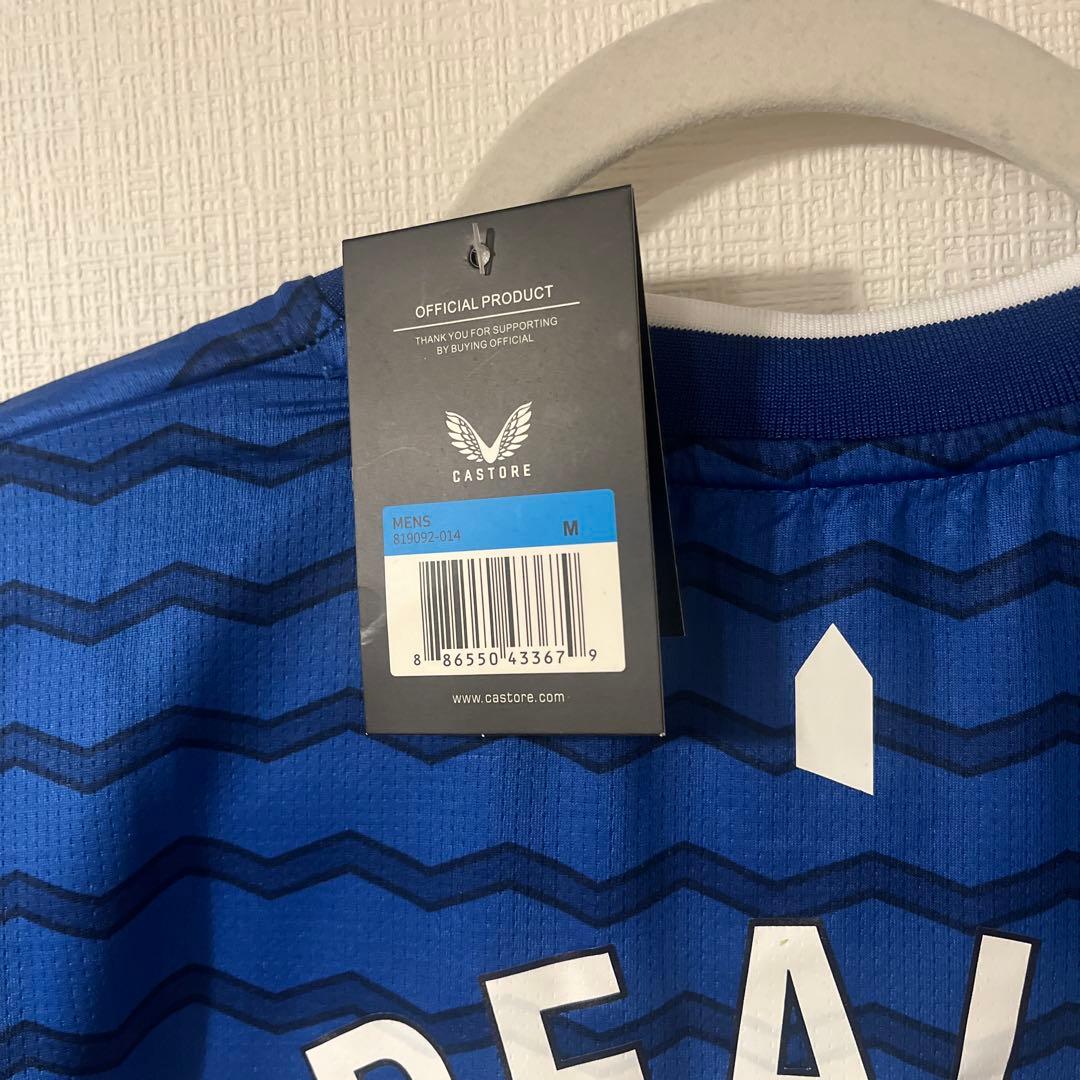 OFFICIAL PRODUCT
THANK YOU FOR SUPPORTING
BY BUYING OFFICIAL
CASTORE
MENS
819092-014
M
8 86550 43367 9
www.castore.com